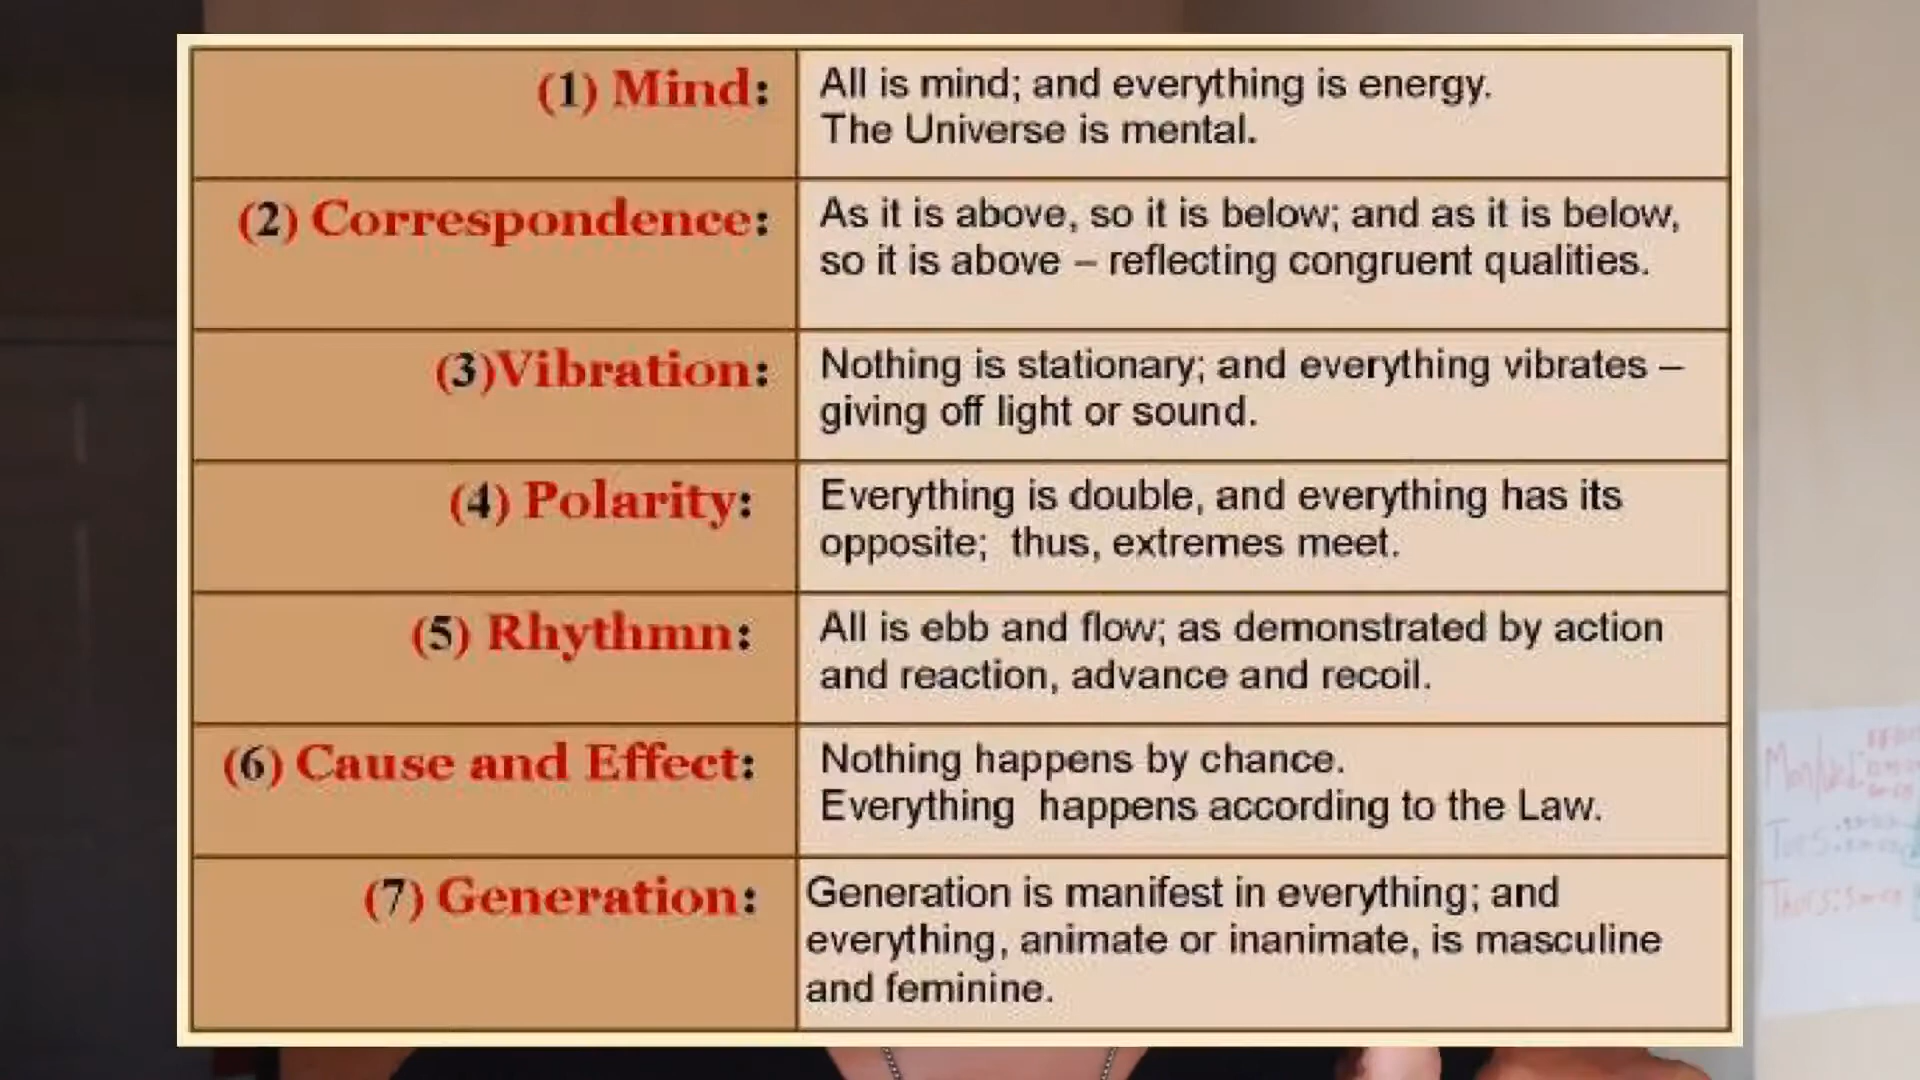 (1) Mind:
All is mind; and everything is energy.
The Universe is mental.
(2) Correspondence:
As it is above, so it is below; and as it is below,
so it is above – reflecting congruent qualities.
(3)Vibration:
Nothing is stationary; and everything vibrates –
giving off light or sound.
(4) Polarity:
Everything is double, and everything has its
opposite; thus, extremes meet.
(5) Rhythmn:
All is ebb and flow; as demonstrated by action
and reaction, advance and recoil.
(6) Cause and Effect:
Nothing happens by chance.
Everything happens according to the Law.
(7) Generation:
Generation is manifest in everything; and
everything, animate or inanimate, is masculine
and feminine.
Mon/Wed:
Tues:
Thurs: